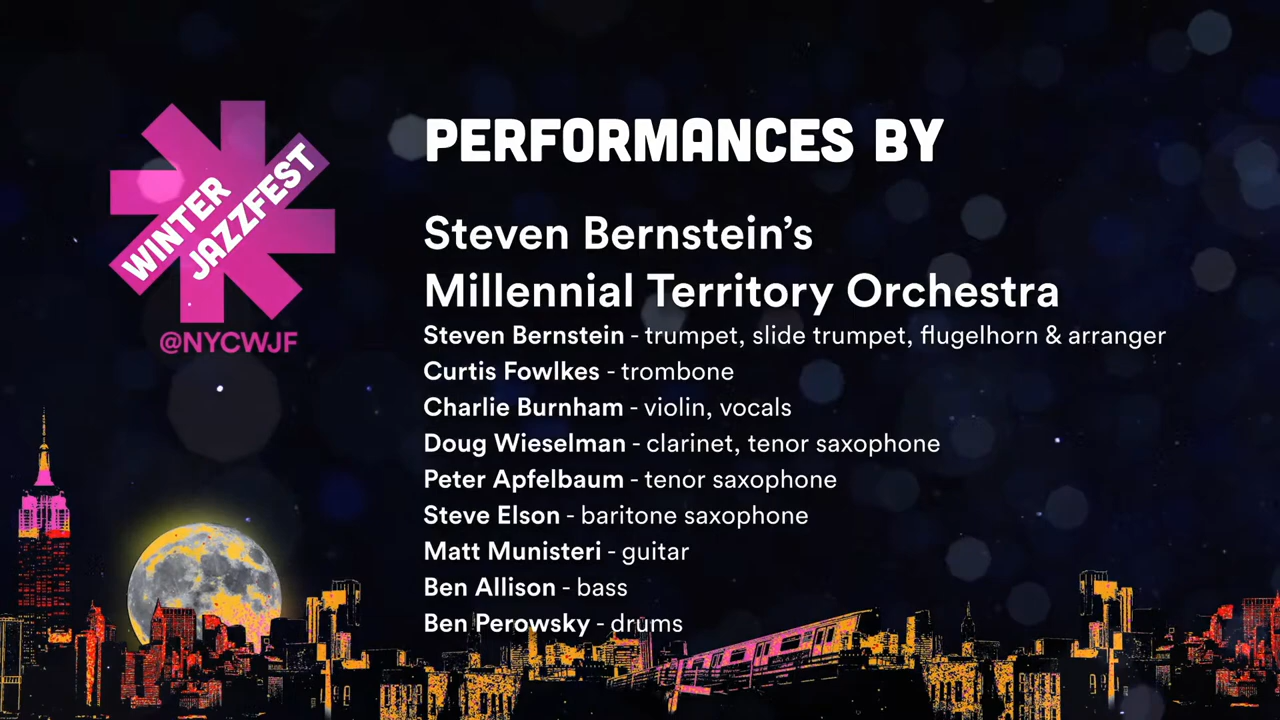 WINTER
JAZZFEST
@NYCWJF
PERFORMANCES BY
Steven Bernstein's
Millennial Territory Orchestra
Steven Bernstein - trumpet, slide trumpet, flugelhorn & arranger
Curtis Fowlkes - trombone
Charlie Burnham - violin, vocals
Doug Wieselman - clarinet, tenor saxophone
Peter Apfelbaum - tenor saxophone
Steve Elson - baritone saxophone
Matt Munisteri - guitar
Ben Allison - bass
Ben Perowsky - drums